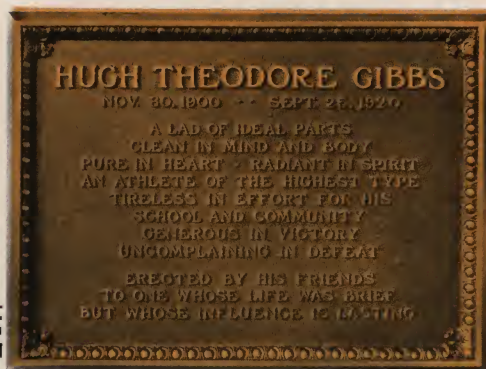 HUGH THEODORE GIBBS
NOV. 30. 1900 - - SEPT. 1920
A LAD OF IDEAL PARTS
CLEAN IN MIND AND BODY
PURE IN HEART - RADIANT IN SPIRIT
AN ATHLETE OF THE HIGHEST TYPE
TIRELESS IN EFFORT FOR HIS
SCHOOL AND COMMUNITY
GENEROUS IN VICTORY
UNCOMPLAINING IN DEFEAT
ERECTED BY HIS FRIENDS
TO ONE WHOSE LIFE WAS BRIEF
BUT WHOSE INFLUENCE IS LASTING